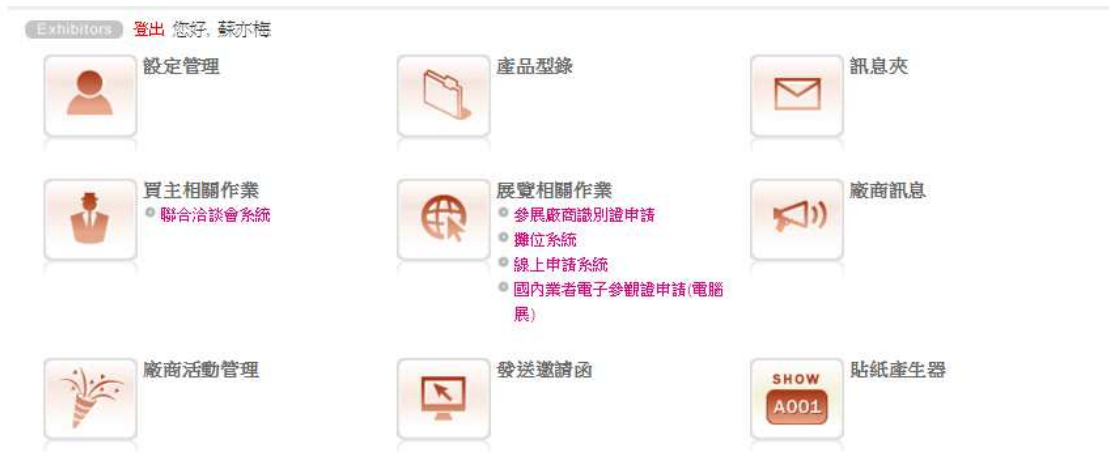 Exhibitors 登出 您好, 蘇亦梅
設定管理
產品型錄
訊息夾
買主相關作業
聯合洽談會系統
展覽相關作業
參展廠商識別證申請
攤位系統
線上申請系統
國內業者電子參觀證申請(電腦
展)
廠商訊息
廠商活動管理
發送邀請函
SHOW
A001
貼紙產生器